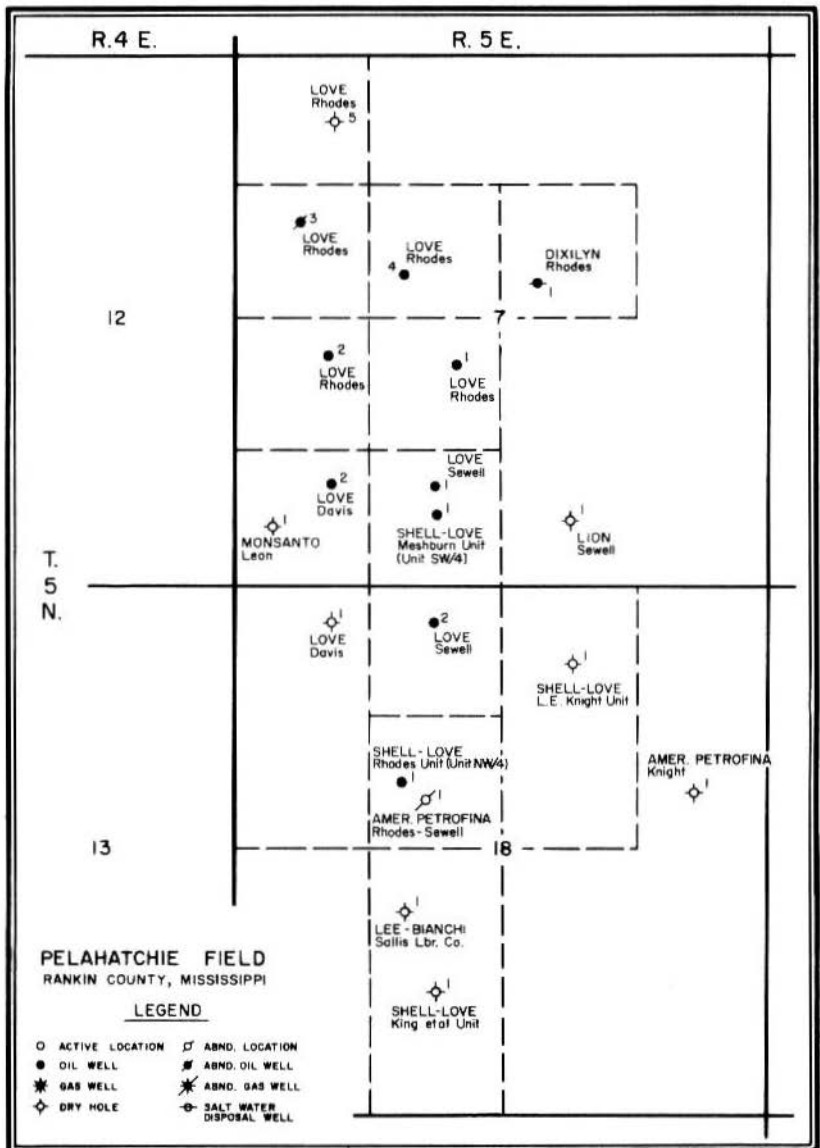 R.4 E.
R. 5 E.
LOVE
Rhodes
5
3
LOVE
Rhodes
LOVE
Rhodes
4
DIXILYN
Rhodes
1
12
7
2
LOVE
Rhodes
1
LOVE
Rhodes
2
LOVE
Davis
LOVE
Sewell
1
1
SHELL-LOVE
Meshburn Unit
(Unit SW/4)
1
MONSANTO
Leon
1
LION
Sewell
T.
5
N.
1
LOVE
Davis
2
LOVE
Sewell
1
SHELL-LOVE
L.E. Knight Unit
SHELL-LOVE
Rhodes Unit (Unit NW/4)
1
1
AMER. PETROFINA
Rhodes-Sewell
AMER. PETROFINA
Knight
1
13
18
1
LEE-BIANCHI
Sallis Lbr. Co.
1
SHELL-LOVE
King etal Unit
PELAHATCHIE FIELD
RANKIN COUNTY, MISSISSIPPI
LEGEND
ACTIVE LOCATION
ABND. LOCATION
OIL WELL
ABND. OIL WELL
GAS WELL
ABND. GAS WELL
DRY HOLE
SALT WATER
DISPOSAL WELL